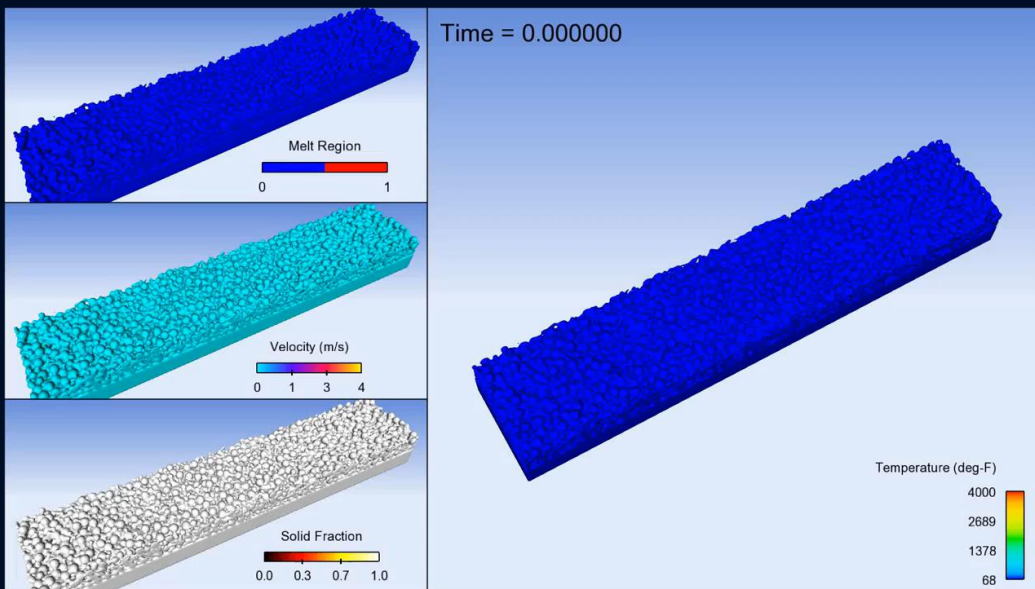 Time = 0.000000
Melt Region
0 1
Velocity (m/s)
0 1 3 4
Solid Fraction
0.0 0.3 0.7 1.0
Temperature (deg-F)
4000
2689
1378
68